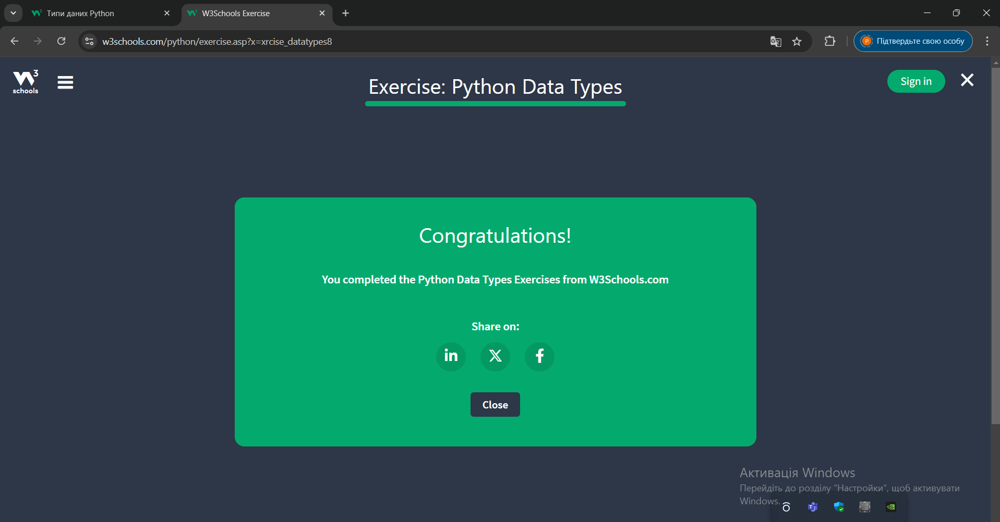 Типи даних Python
W3Schools Exercise
w3schools.com/python/exercise.asp?x=xrcise_datatypes8
P
Підтвердьте свою особу
3
schools
Exercise: Python Data Types
Sign in
Congratulations!
You completed the Python Data Types Exercises from W3Schools.com
Share on:
in
X
f
Close
Активація Windows
Перейдіть до розділу "Настройки", щоб активувати
Windows.